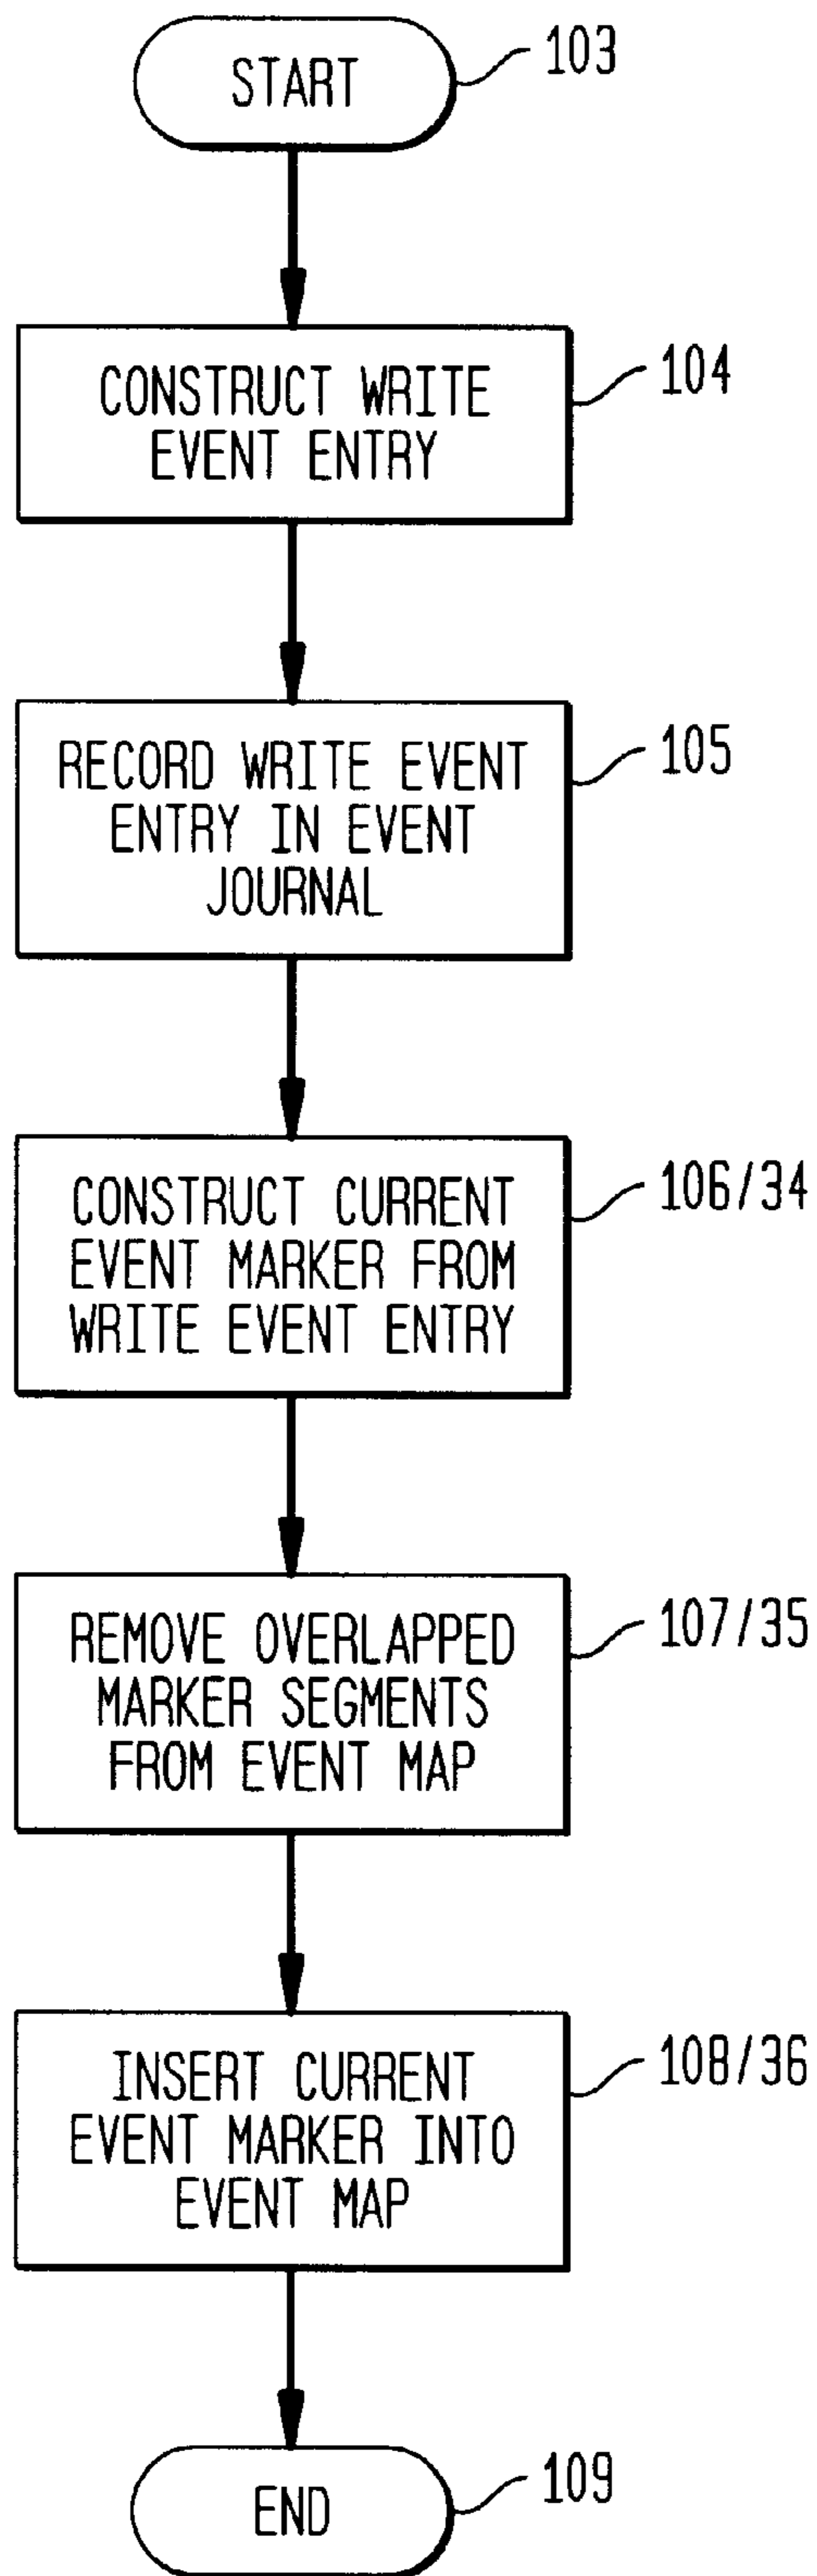 START
103
CONSTRUCT WRITE
EVENT ENTRY
104
RECORD WRITE EVENT
ENTRY IN EVENT
JOURNAL
105
CONSTRUCT CURRENT
EVENT MARKER FROM
WRITE EVENT ENTRY
106/34
REMOVE OVERLAPPED
MARKER SEGMENTS
FROM EVENT MAP
107/35
INSERT CURRENT
EVENT MARKER INTO
EVENT MAP
108/36
END
109